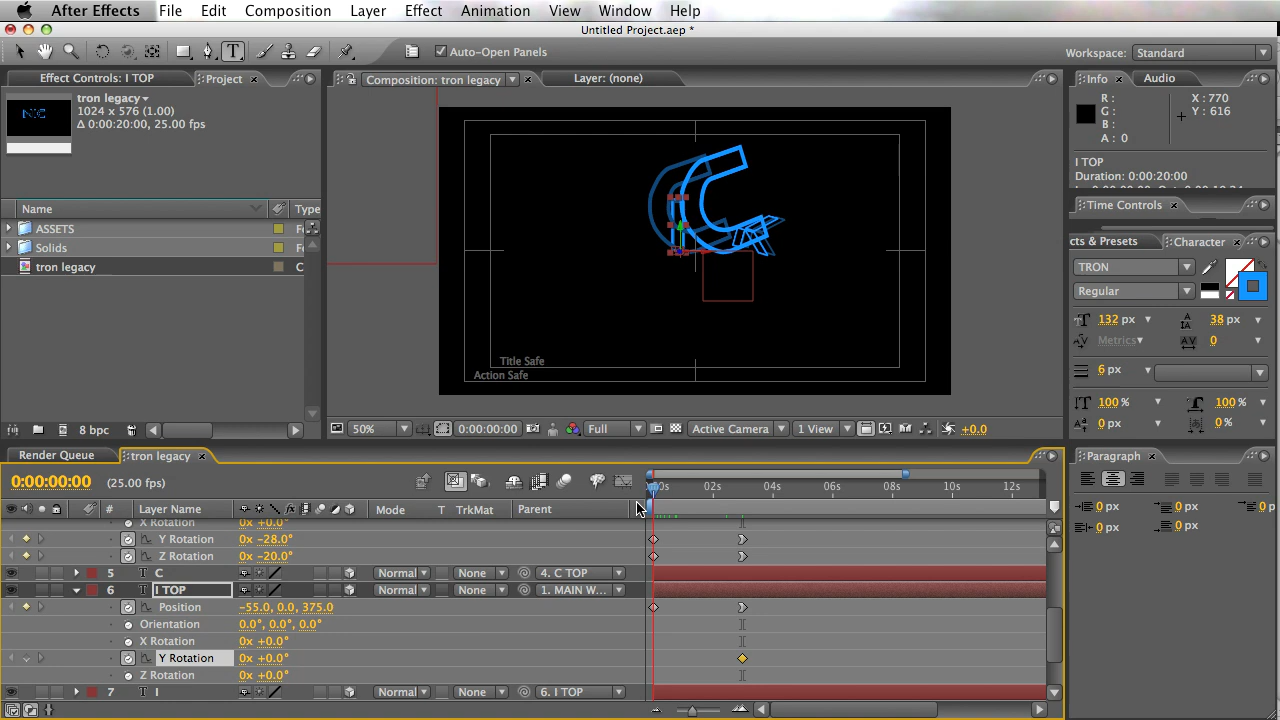 After Effects File Edit Composition Layer Effect Animation View Window Help
Untitled Project.aep *
T Auto-Open Panels Workspace: Standard
Effect Controls: I TOP Project Composition: tron legacy Layer: (none) Info Audio
tron legacy
1024 x 576 (1.00)
Δ 0:00:20:00, 25.00 fps
R :
G :
B :
A : 0
X : 770
Y : 616
I TOP
Duration: 0:00:20:00
Time Controls
Name Type
ASSETS
Solids
tron legacy C
cts & Presets Character
TRON
Regular
132 px 38 px
Metrics 0
6 px
100 % 100 %
0 px 0 %
Title Safe
Action Safe
8 bpc
50% 0:00:00:00 Full Active Camera 1 View +0.0
Render Queue tron legacy
Paragraph
0 px 0 px 0 p
0 px 0 px
0:00:00:00 (25.00 fps)
00s 02s 04s 06s 08s 10s 12s
# Layer Name Mode T TrkMat Parent
X Rotation 0x +0.0°
Y Rotation 0x -28.0°
Z Rotation 0x -20.0°
5 T C Normal None 4. C TOP
6 T I TOP Normal None 1. MAIN W...
Position -55.0, 0.0, 375.0
Orientation 0.0°, 0.0°, 0.0°
X Rotation 0x +0.0°
Y Rotation 0x +0.0°
Z Rotation 0x +0.0°
7 T I Normal None 6. I TOP